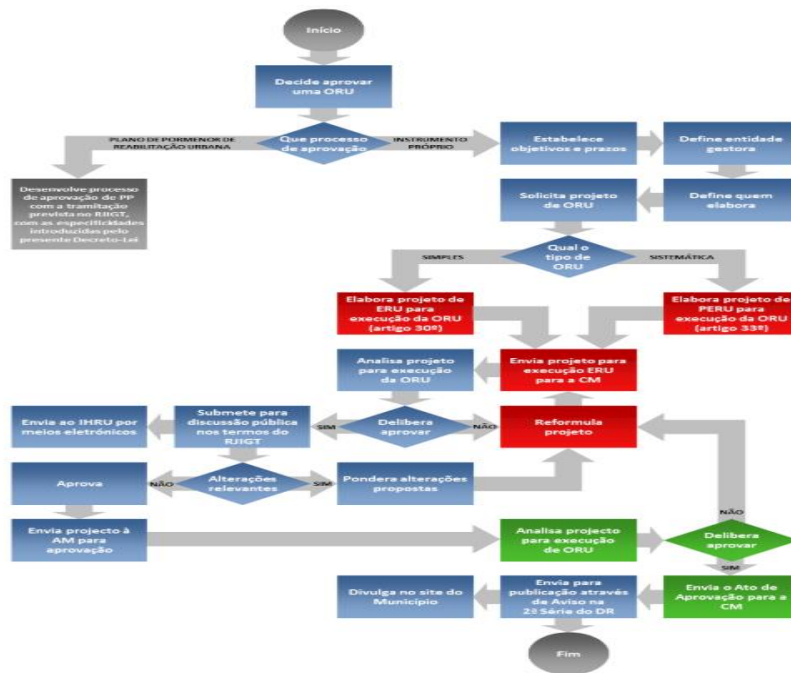 Início
Decide aprovar
uma ORU
PLANO DE PORMENOR DE
REABILITAÇÃO URBANA
Que processo
de aprovação
INSTRUMENTO
PRÓPRIO
Estabelece
objetivos e prazos
Define entidade
gestora
Desenvolve processo
de aprovação de PP
com a tramitação
prevista no RJIGT,
com as especificidades
introduzidas pelo
presente Decreto-Lei
Solicita projeto
de ORU
Define quem
elabora
Qual o
tipo de
ORU
SIMPLES
SISTEMÁTICA
Elabora projeto de
ERU para
execução da ORU
(artigo 30º)
Elabora projeto de
PERU para
execução da ORU
(artigo 33º)
Analisa projeto
para execução
da ORU
Envia projeto para
execução ERU
para a CM
Envia ao IHRU por
meios eletrónicos
Submete para
discussão pública
nos termos do
RJIGT
SIM
Delibera
aprovar
NÃO
Reformula
projeto
Aprova
NÃO
Alterações
relevantes
SIM
Pondera alterações
propostas
NÃO
Envia projecto à
AM para
aprovação
Analisa projecto
para execução
de ORU
Delibera
aprovar
SIM
Divulga no site do
Município
Envia para
publicação através
de Aviso na
2ª Série do DR
Envia o Ato de
Aprovação para a
CM
Fim